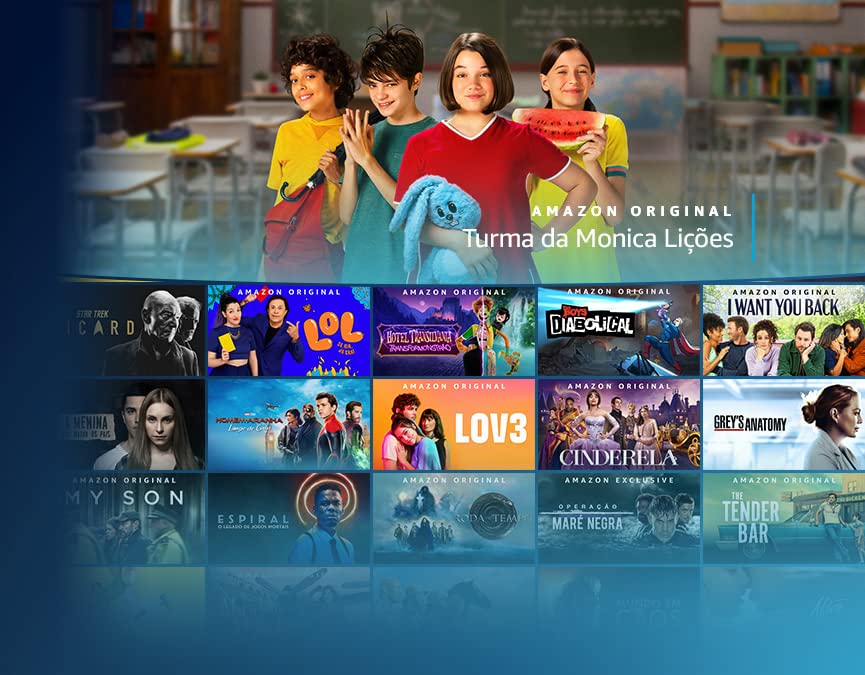 AMAZON ORIGINAL
Turma da Monica Lições
STAR TREK
ICARD
AMAZON ORIGINAL
LOL
SE RIR,
JÁ ERA!
AMAZON ORIGINAL
HOTEL TRANSILVÂNIA
TRANSFORMONSTRÃO
AMAZON ORIGINAL
THE BOYS
DIABOLICAL
AMAZON ORIGINAL
I WANT YOU BACK
A MENINA
QUE MATOU OS PAIS
HOMEM-ARANHA
Longe de Casa
AMAZON ORIGINAL
LOV3
AMAZON ORIGINAL
CINDERELA
GREY'S ANATOMY
AMAZON ORIGINAL
MY SON
ESPIRAL
O LEGADO DE JOGOS MORTAIS
AMAZON ORIGINAL
RODA DO TEMPO
AMAZON EXCLUSIVE
OPERAÇÃO
MARÉ NEGRA
AMAZON ORIGINAL
THE
TENDER
BAR
MUNDO EM
CAOS